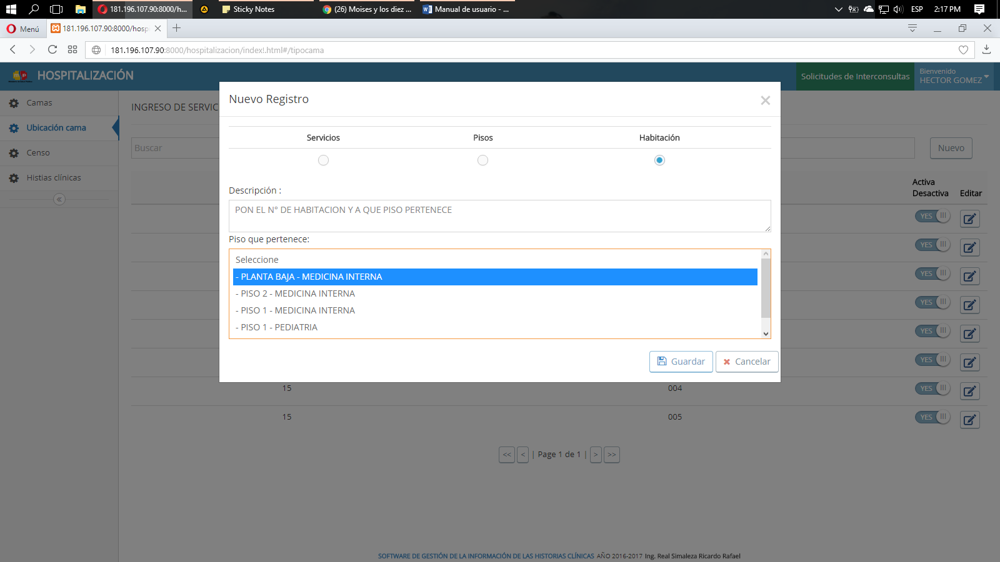 181.196.107.90:8000/h...
Sticky Notes
(26) Moises y los diez ...
Manual de usuario - ...
ESP
2:17 PM
Menú
181.196.107.90:8000/hosp
181.196.107.90:8000/hospitalizacion/index!.html#/tipocama
HOSPITALIZACIÓN
Solicitudes de Interconsultas
Bienvenido
HECTOR GOMEZ
Camas
Ubicación cama
Censo
Histias clínicas
INGRESO DE SERVIC
Buscar
Nuevo
Activa
Desactiva
Editar
YES
YES
YES
YES
YES
YES
Nuevo Registro
Servicios
Pisos
Habitación
Descripción :
PON EL N° DE HABITACION Y A QUE PISO PERTENECE
Piso que pertenece:
Seleccione
- PLANTA BAJA - MEDICINA INTERNA
- PISO 2 - MEDICINA INTERNA
- PISO 1 - MEDICINA INTERNA
- PISO 1 - PEDIATRIA
Guardar
Cancelar
15 004 YES
15 005 YES
<< < | Page 1 de 1 | > >>
SOFTWARE DE GESTIÓN DE LA INFORMACIÓN DE LAS HISTORIAS CLÍNICAS AÑO 2016-2017 Ing. Real Simaleza Ricardo Rafael